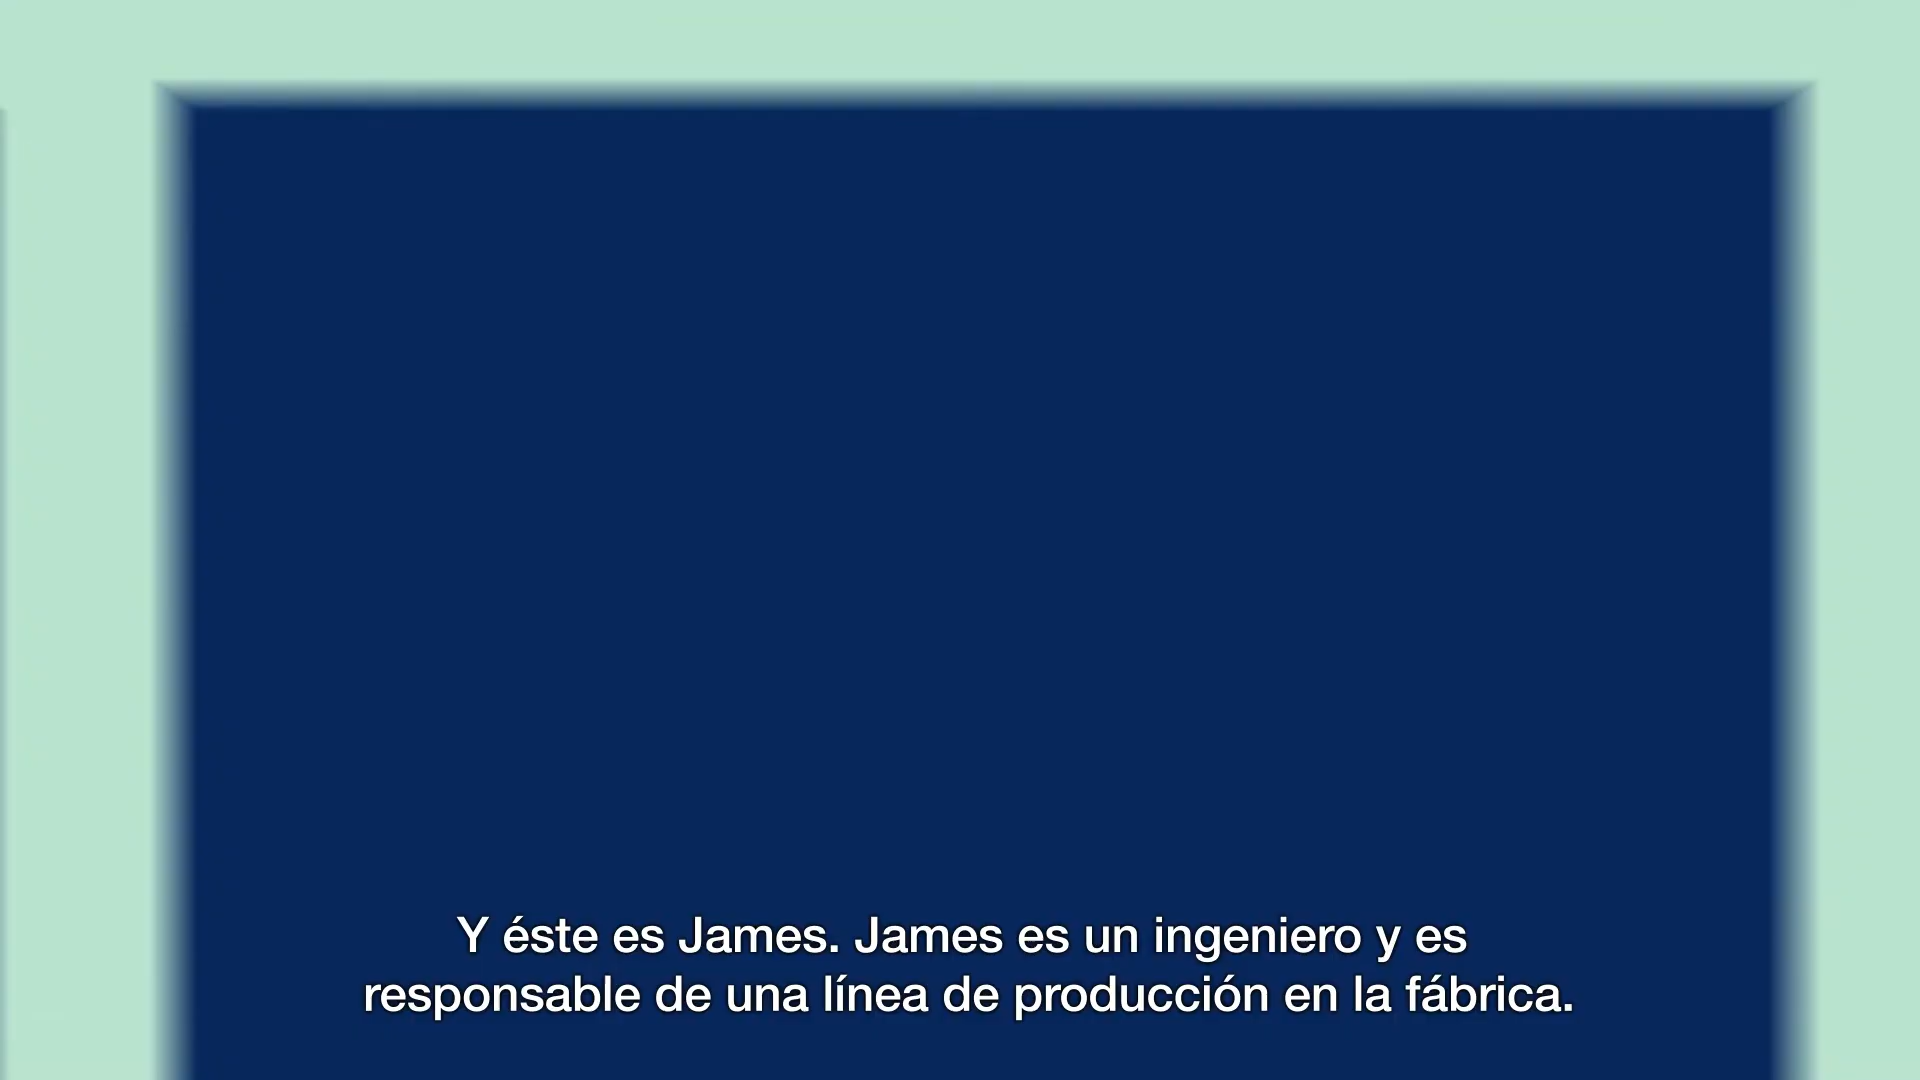 Y éste es James. James es un ingeniero y es
responsable de una línea de producción en la fábrica.